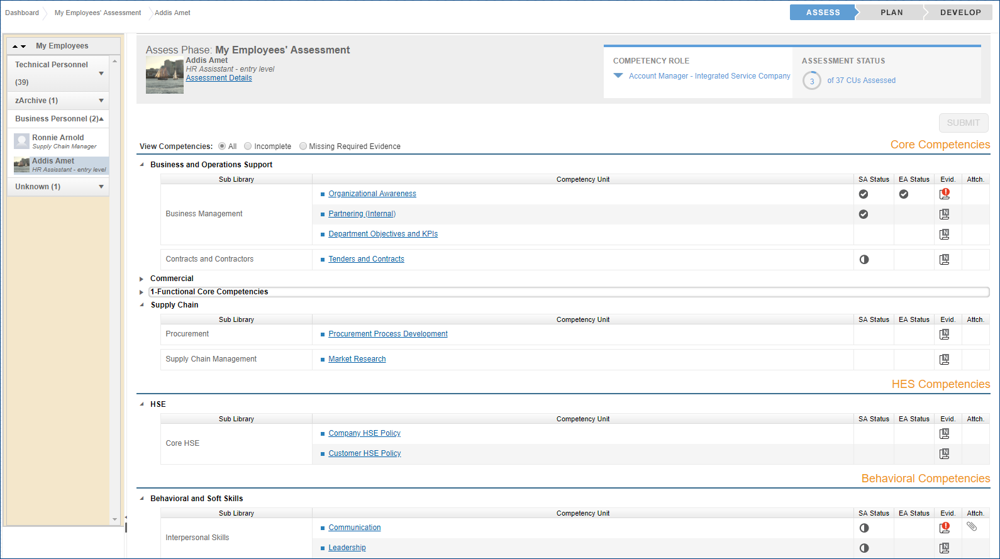 Dashboard My Employees' Assessment Addis Amet
ASSESS PLAN DEVELOP
My Employees
Technical Personnel
(39)
zArchive (1)
Business Personnel (2)
Ronnie Arnold
Supply Chain Manager
Addis Amet
HR Assisstant - entry level
Unknown (1)
Assess Phase: My Employees' Assessment
Addis Amet
HR Assisstant - entry level
Assessment Details
COMPETENCY ROLE
Account Manager - Integrated Service Company
ASSESSMENT STATUS
3 of 37 CUs Assessed
SUBMIT
View Competencies: All Incomplete Missing Required Evidence
Core Competencies
Business and Operations Support
Sub Library Competency Unit SA Status EA Status Evid. Attch.
Business Management
Organizational Awareness !
Partnering (Internal) N
Department Objectives and KPIs N
Contracts and Contractors Tenders and Contracts N
Commercial
1-Functional Core Competencies
Supply Chain
Sub Library Competency Unit SA Status EA Status Evid. Attch.
Procurement Procurement Process Development N
Supply Chain Management Market Research N
HES Competencies
HSE
Sub Library Competency Unit SA Status EA Status Evid. Attch.
Core HSE
Company HSE Policy N
Customer HSE Policy N
Behavioral Competencies
Behavioral and Soft Skills
Sub Library Competency Unit SA Status EA Status Evid. Attch.
Interpersonal Skills
Communication !
Leadership N